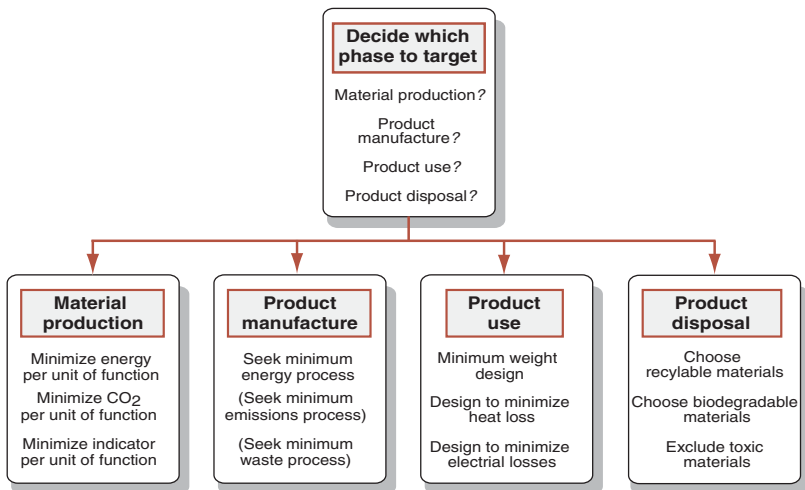 Decide which
phase to target
Material production?
Product
manufacture?
Product use?
Product disposal?
Material
production
Minimize energy
per unit of function
Minimize CO2
per unit of function
Minimize indicator
per unit of function
Product
manufacture
Seek minimum
energy process
(Seek minimum
emissions process)
(Seek minimum
waste process)
Product
use
Minimum weight
design
Design to minimize
heat loss
Design to minimize
electrial losses
Product
disposal
Choose
recylable materials
Choose biodegradable
materials
Exclude toxic
materials